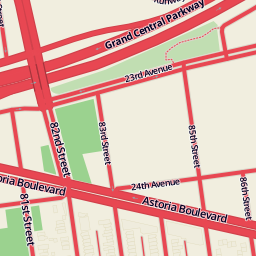 Grand Central Parkway
23rd Avenue
82nd Street
83rd Street
85th Street
86th Street
24th Avenue
Astoria Boulevard
Boulevard
81st Street